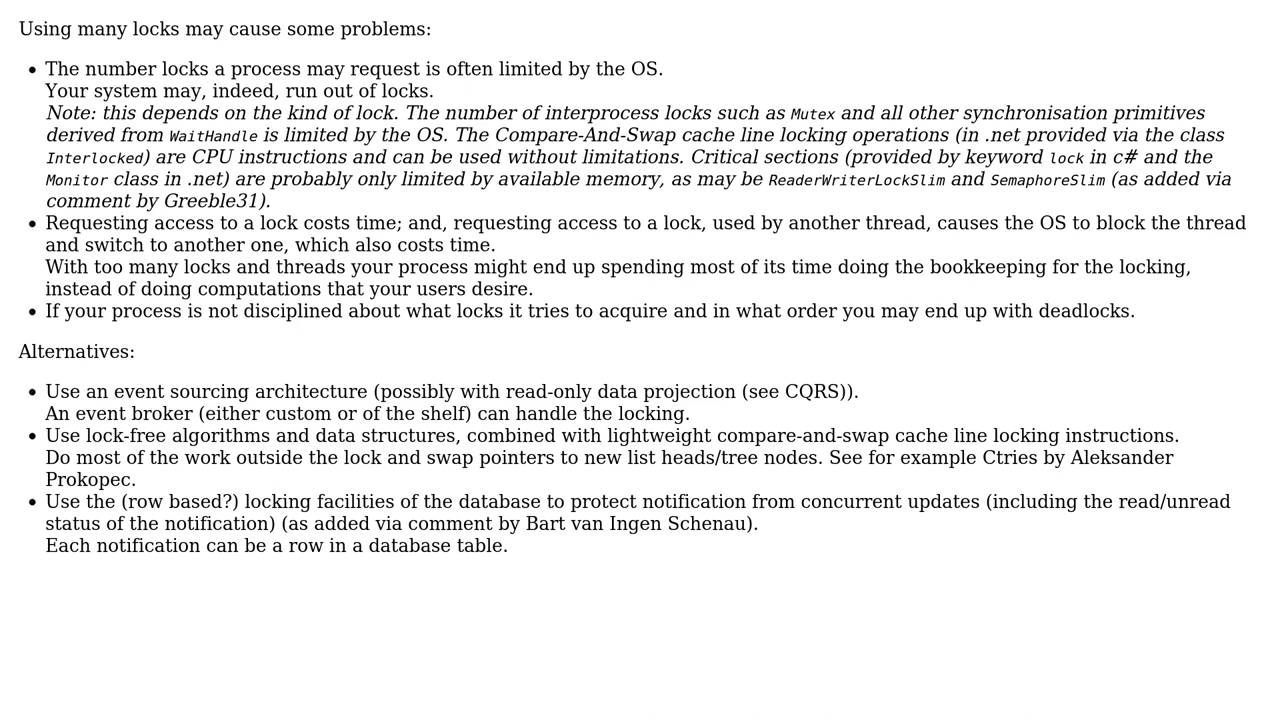 Using many locks may cause some problems:
The number locks a process may request is often limited by the OS.
Your system may, indeed, run out of locks.
Note: this depends on the kind of lock. The number of interprocess locks such as Mutex and all other synchronisation primitives
derived from WaitHandle is limited by the OS. The Compare-And-Swap cache line locking operations (in .net provided via the class
Interlocked) are CPU instructions and can be used without limitations. Critical sections (provided by keyword lock in c# and the
Monitor class in .net) are probably only limited by available memory, as may be ReaderWriterLockSlim and SemaphoreSlim (as added via
comment by Greeble31).
Requesting access to a lock costs time; and, requesting access to a lock, used by another thread, causes the OS to block the thread
and switch to another one, which also costs time.
With too many locks and threads your process might end up spending most of its time doing the bookkeeping for the locking,
instead of doing computations that your users desire.
If your process is not disciplined about what locks it tries to acquire and in what order you may end up with deadlocks.
Alternatives:
Use an event sourcing architecture (possibly with read-only data projection (see CQRS)).
An event broker (either custom or of the shelf) can handle the locking.
Use lock-free algorithms and data structures, combined with lightweight compare-and-swap cache line locking instructions.
Do most of the work outside the lock and swap pointers to new list heads/tree nodes. See for example Ctries by Aleksander
Prokopec.
Use the (row based?) locking facilities of the database to protect notification from concurrent updates (including the read/unread
status of the notification) (as added via comment by Bart van Ingen Schenau).
Each notification can be a row in a database table.